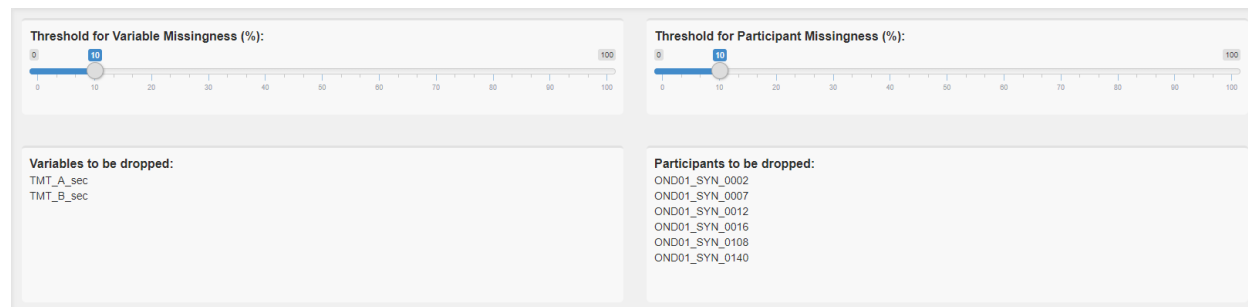 Threshold for Variable Missingness (%):
0 10 100
0 10 20 30 40 50 60 70 80 90 100
Threshold for Participant Missingness (%):
0 10 100
0 10 20 30 40 50 60 70 80 90 100
Variables to be dropped:
TMT_A_sec
TMT_B_sec
Participants to be dropped:
OND01_SYN_0002
OND01_SYN_0007
OND01_SYN_0012
OND01_SYN_0016
OND01_SYN_0108
OND01_SYN_0140